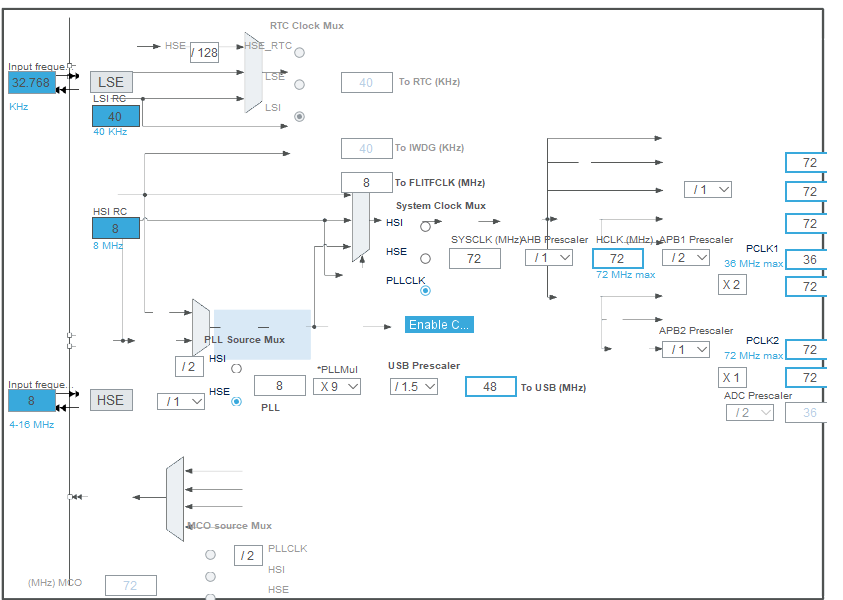 RTC Clock Mux
HSE
/ 128
HSE_RTC
Input freque...
32.768
KHz
LSE
LSE
40
To RTC (KHz)
LSI RC
40
40 KHz
LSI
40
To IWDG (KHz)
8
To FLITFCLK (MHz)
System Clock Mux
HSI RC
8
8 MHz
HSI
HSE
PLLCLK
SYSCLK (MHz)
72
AHB Prescaler
/ 1
HCLK (MHz)
72
72 MHz max
APB1 Prescaler
/ 2
/ 1
72
72
72
PCLK1
36 MHz max
36
X 2
72
Enable C...
PLL Source Mux
/ 2
HSI
HSE
Input freque...
8
4-16 MHz
HSE
/ 1
8
PLL
*PLLMul
X 9
USB Prescaler
/ 1.5
48
To USB (MHz)
APB2 Prescaler
/ 1
PCLK2
72 MHz max
72
X 1
72
ADC Prescaler
/ 2
36
MCO source Mux
/ 2
PLLCLK
HSI
HSE
(MHz) MCO
72